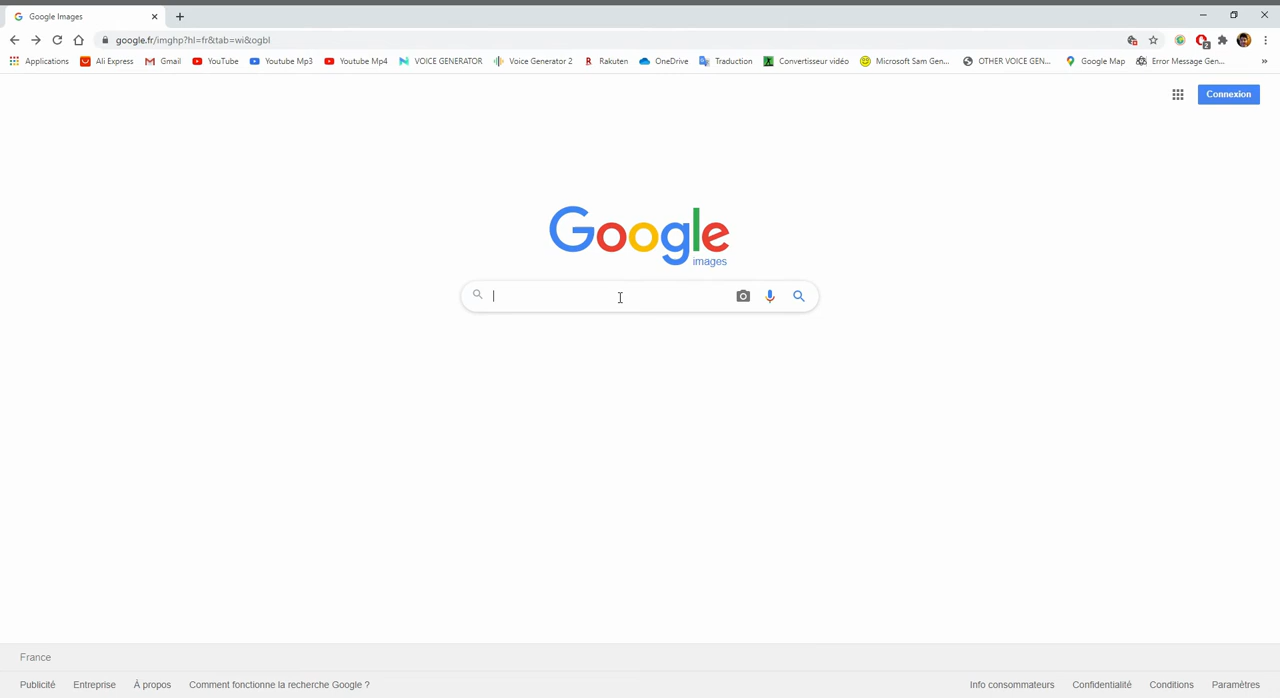 Google Images
google.fr/imghp?hl=fr&tab=wi&ogbl
2
Applications Ali Express Gmail YouTube Youtube Mp3 Youtube Mp4 VOICE GENERATOR Voice Generator 2 Rakuten OneDrive Traduction Convertisseur vidéo Microsoft Sam Gen... OTHER VOICE GEN... Google Map Error Message Gen... »
Connexion
Google
images
France
Publicité Entreprise À propos Comment fonctionne la recherche Google ? Info consommateurs Confidentialité Conditions Paramètres